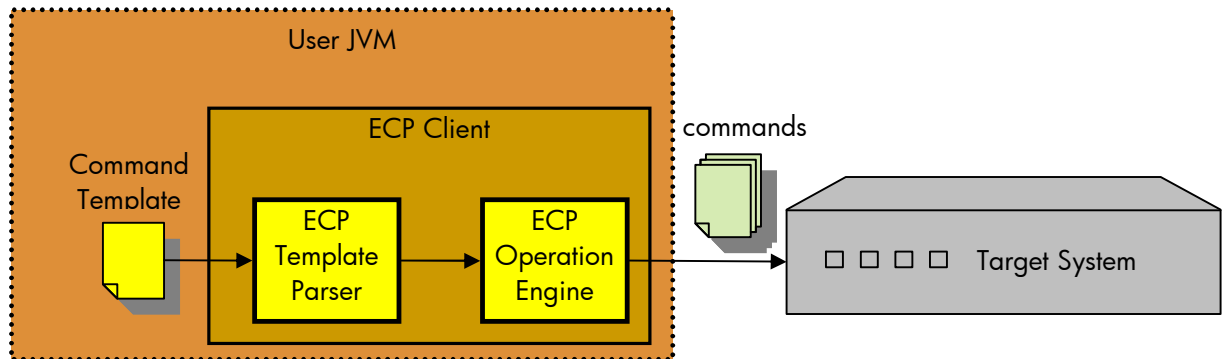 User JVM
ECP Client
commands
Command
Template
ECP
Template
Parser
ECP
Operation
Engine
Target System